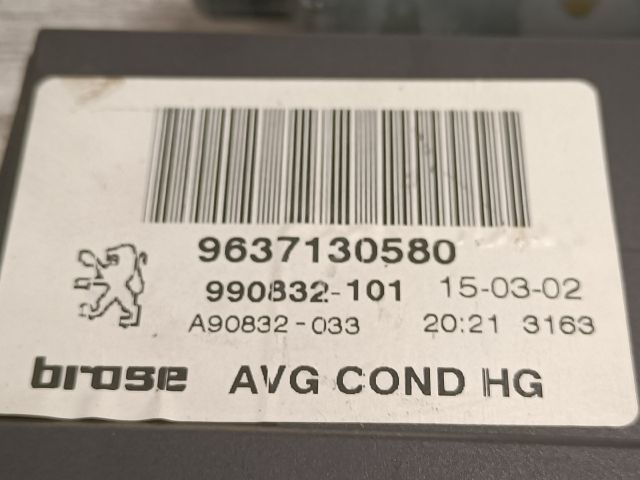 9637130580
990832-101 15-03-02
A90832-033 20:21 3163
brose AVG COND HG